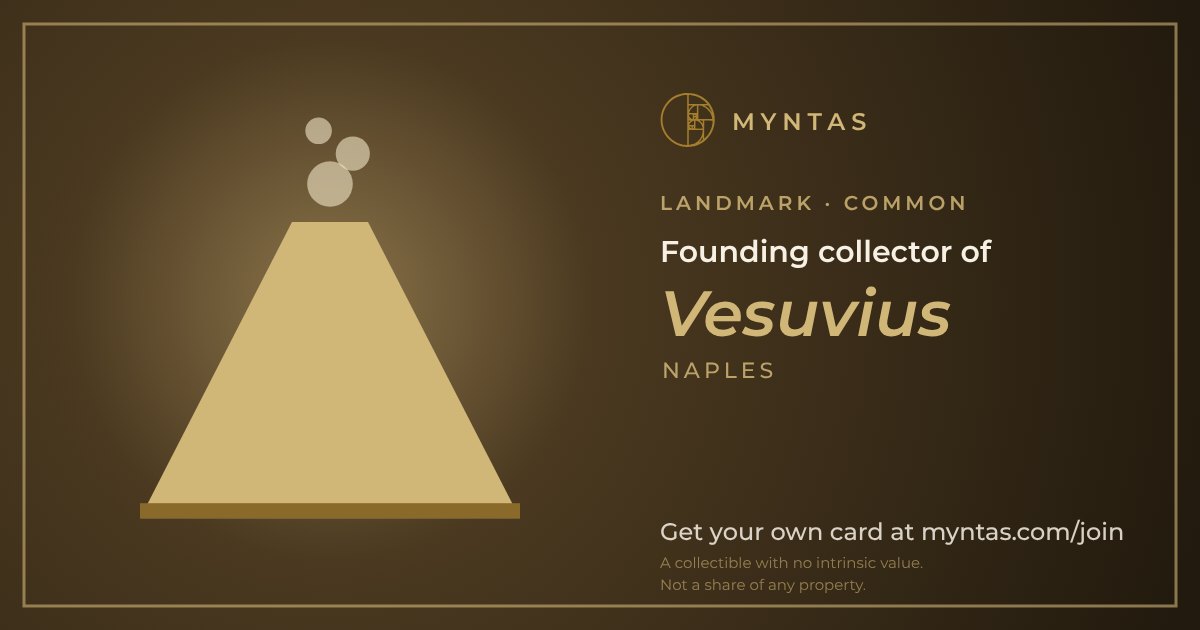 MYNTAS
LANDMARK · COMMON
Founding collector of
Vesuvius
NAPLES
Get your own card at myntas.com/join
A collectible with no intrinsic value.
Not a share of any property.